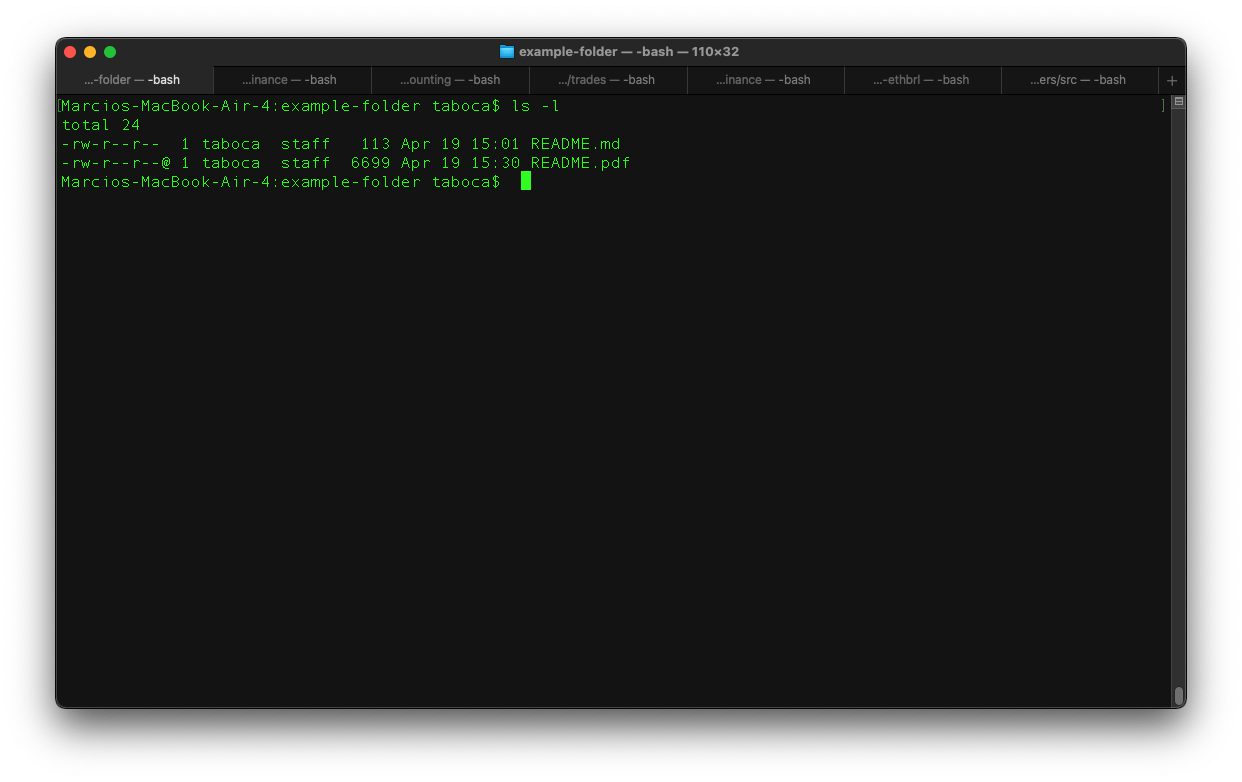 example-folder — -bash — 110×32
...-folder — -bash ...inance — -bash ...ounting — -bash .../trades — -bash ...inance — -bash ...-ethbrl — -bash ...ers/src — -bash +
[Marcios-MacBook-Air-4:example-folder taboca$ ls -l ]
total 24
-rw-r--r--  1 taboca  staff   113 Apr 19 15:01 README.md
-rw-r--r--@ 1 taboca  staff  6699 Apr 19 15:30 README.pdf
Marcios-MacBook-Air-4:example-folder taboca$